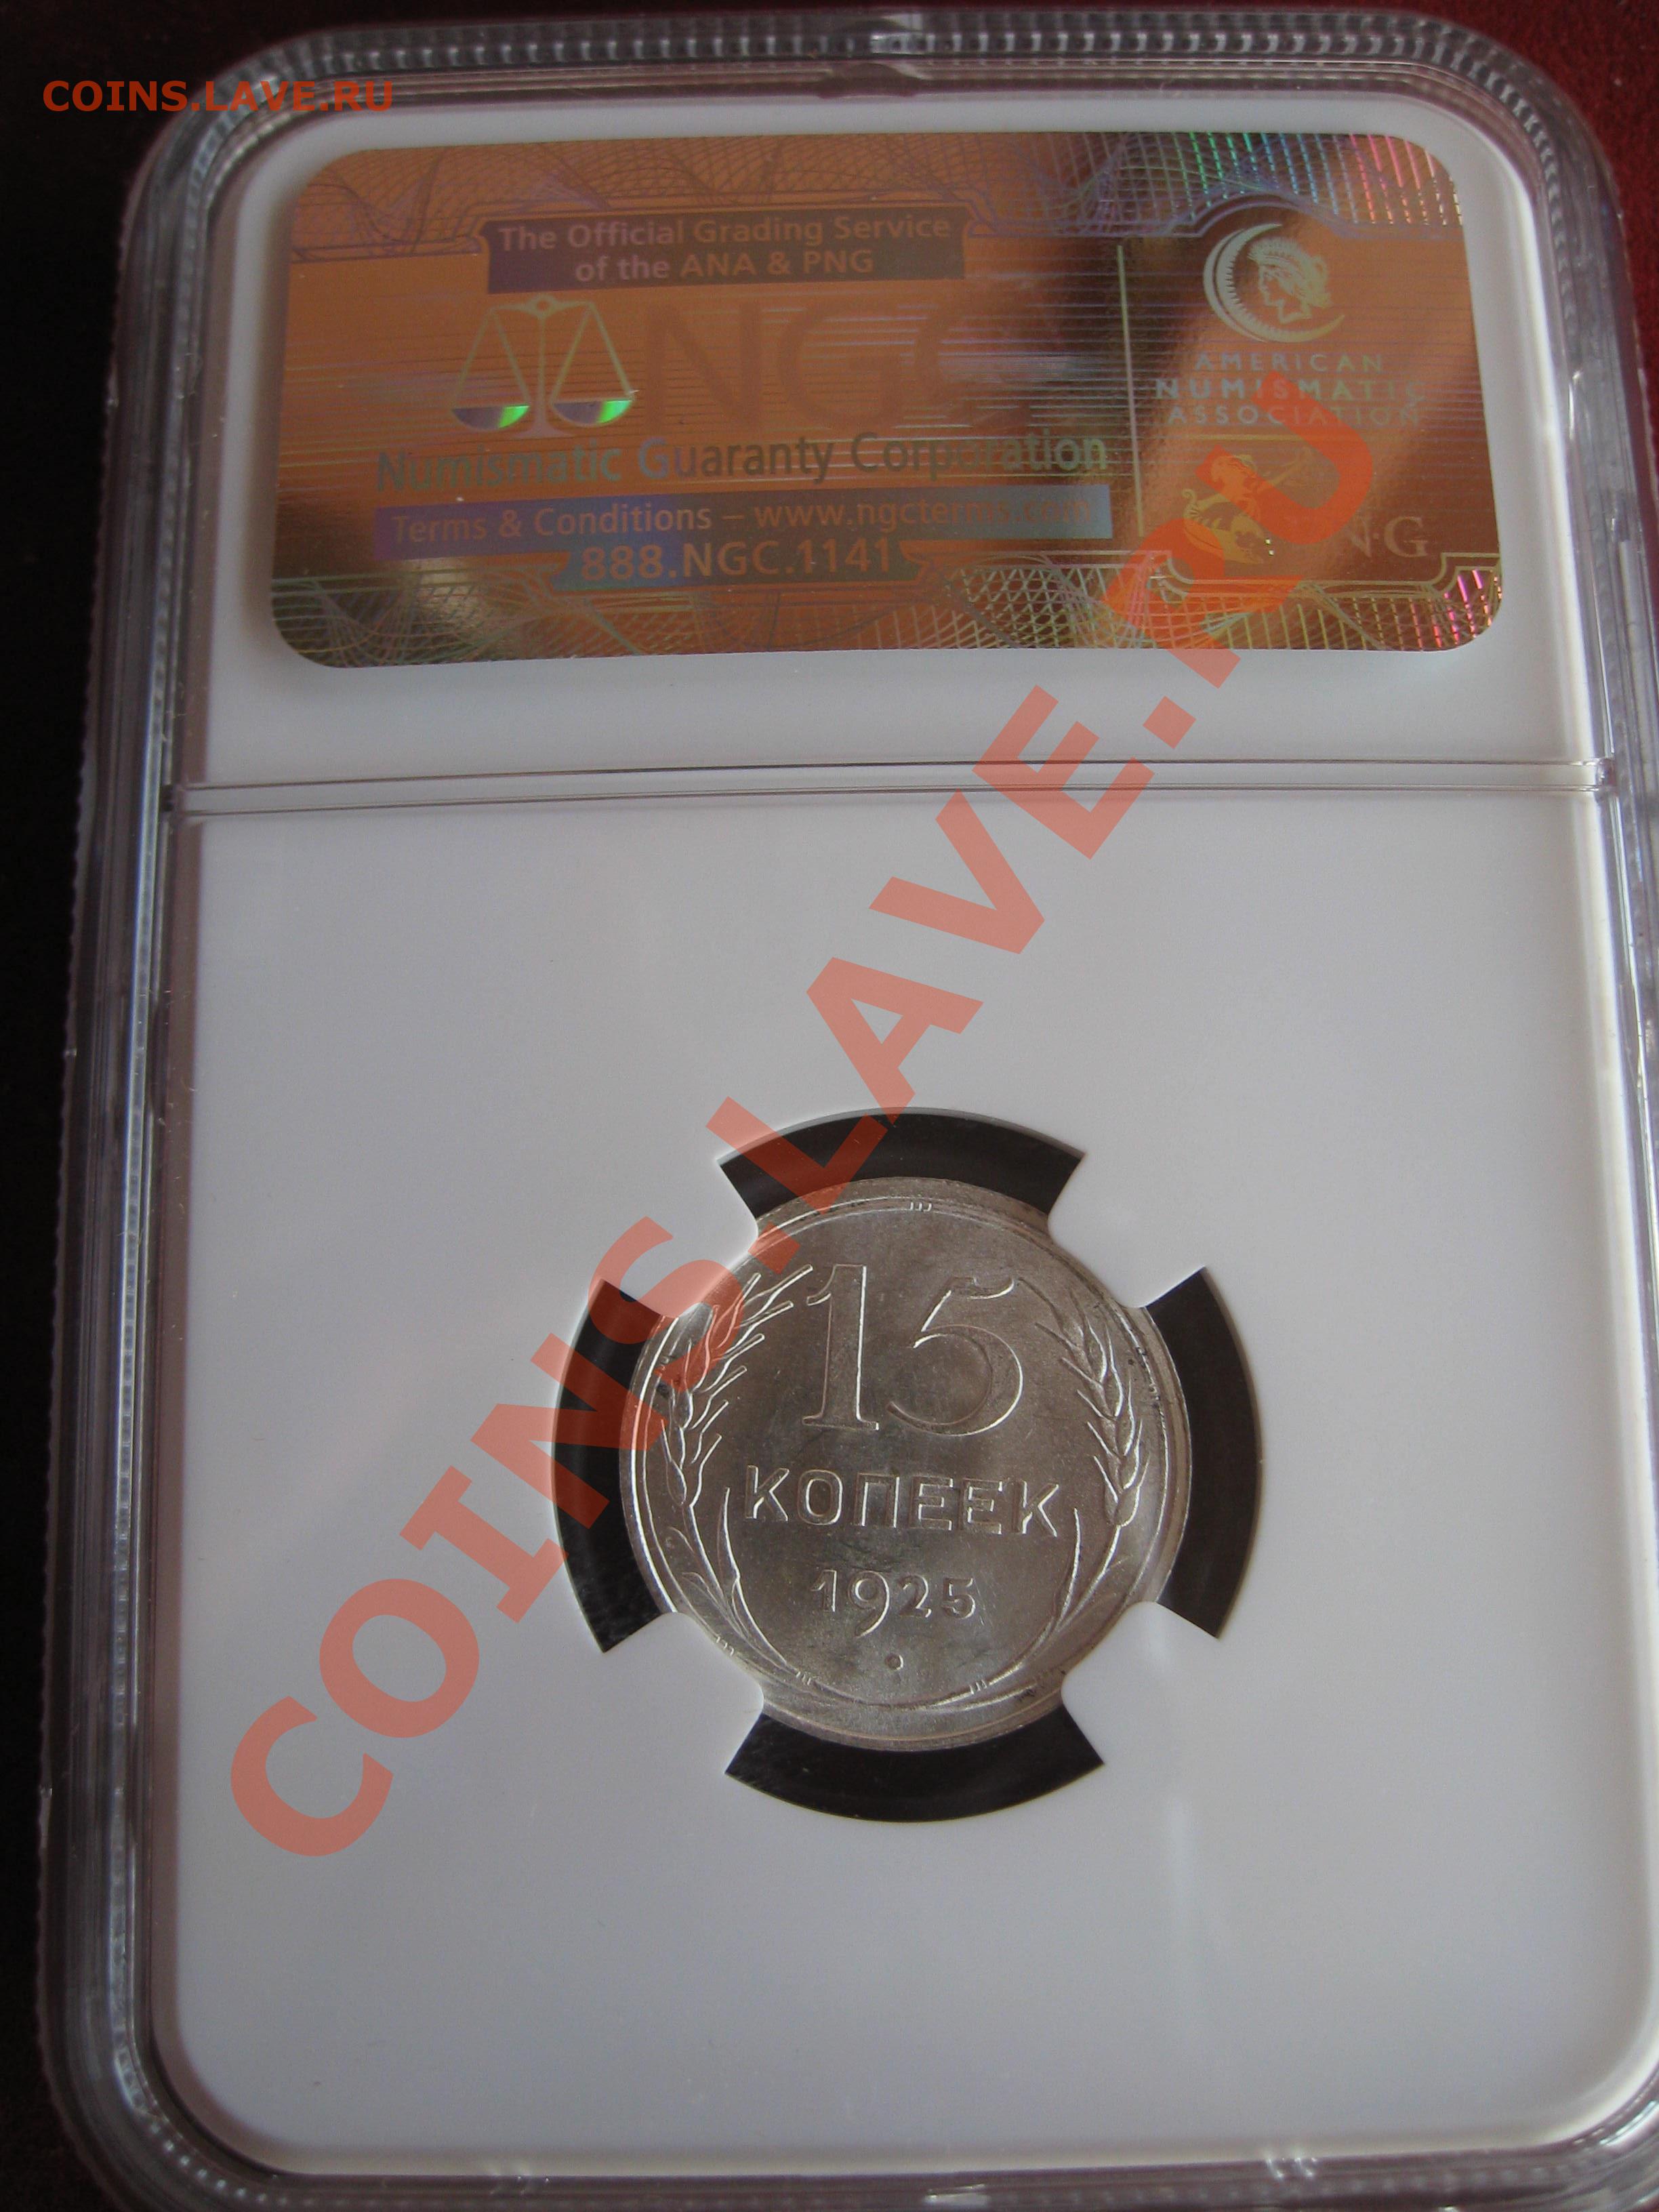 COINS.LAVE.RU
The Official Grading Service
of the ANA & PNG
NGC
Numismatic Guaranty Corporation
Terms & Conditions – www.ngcterms.com
888.NGC.1141
AMERICAN
NUMISMATIC
ASSOCIATION
P·N·G
COINS.LAVE.RU
15
КОПЕЕК
1925